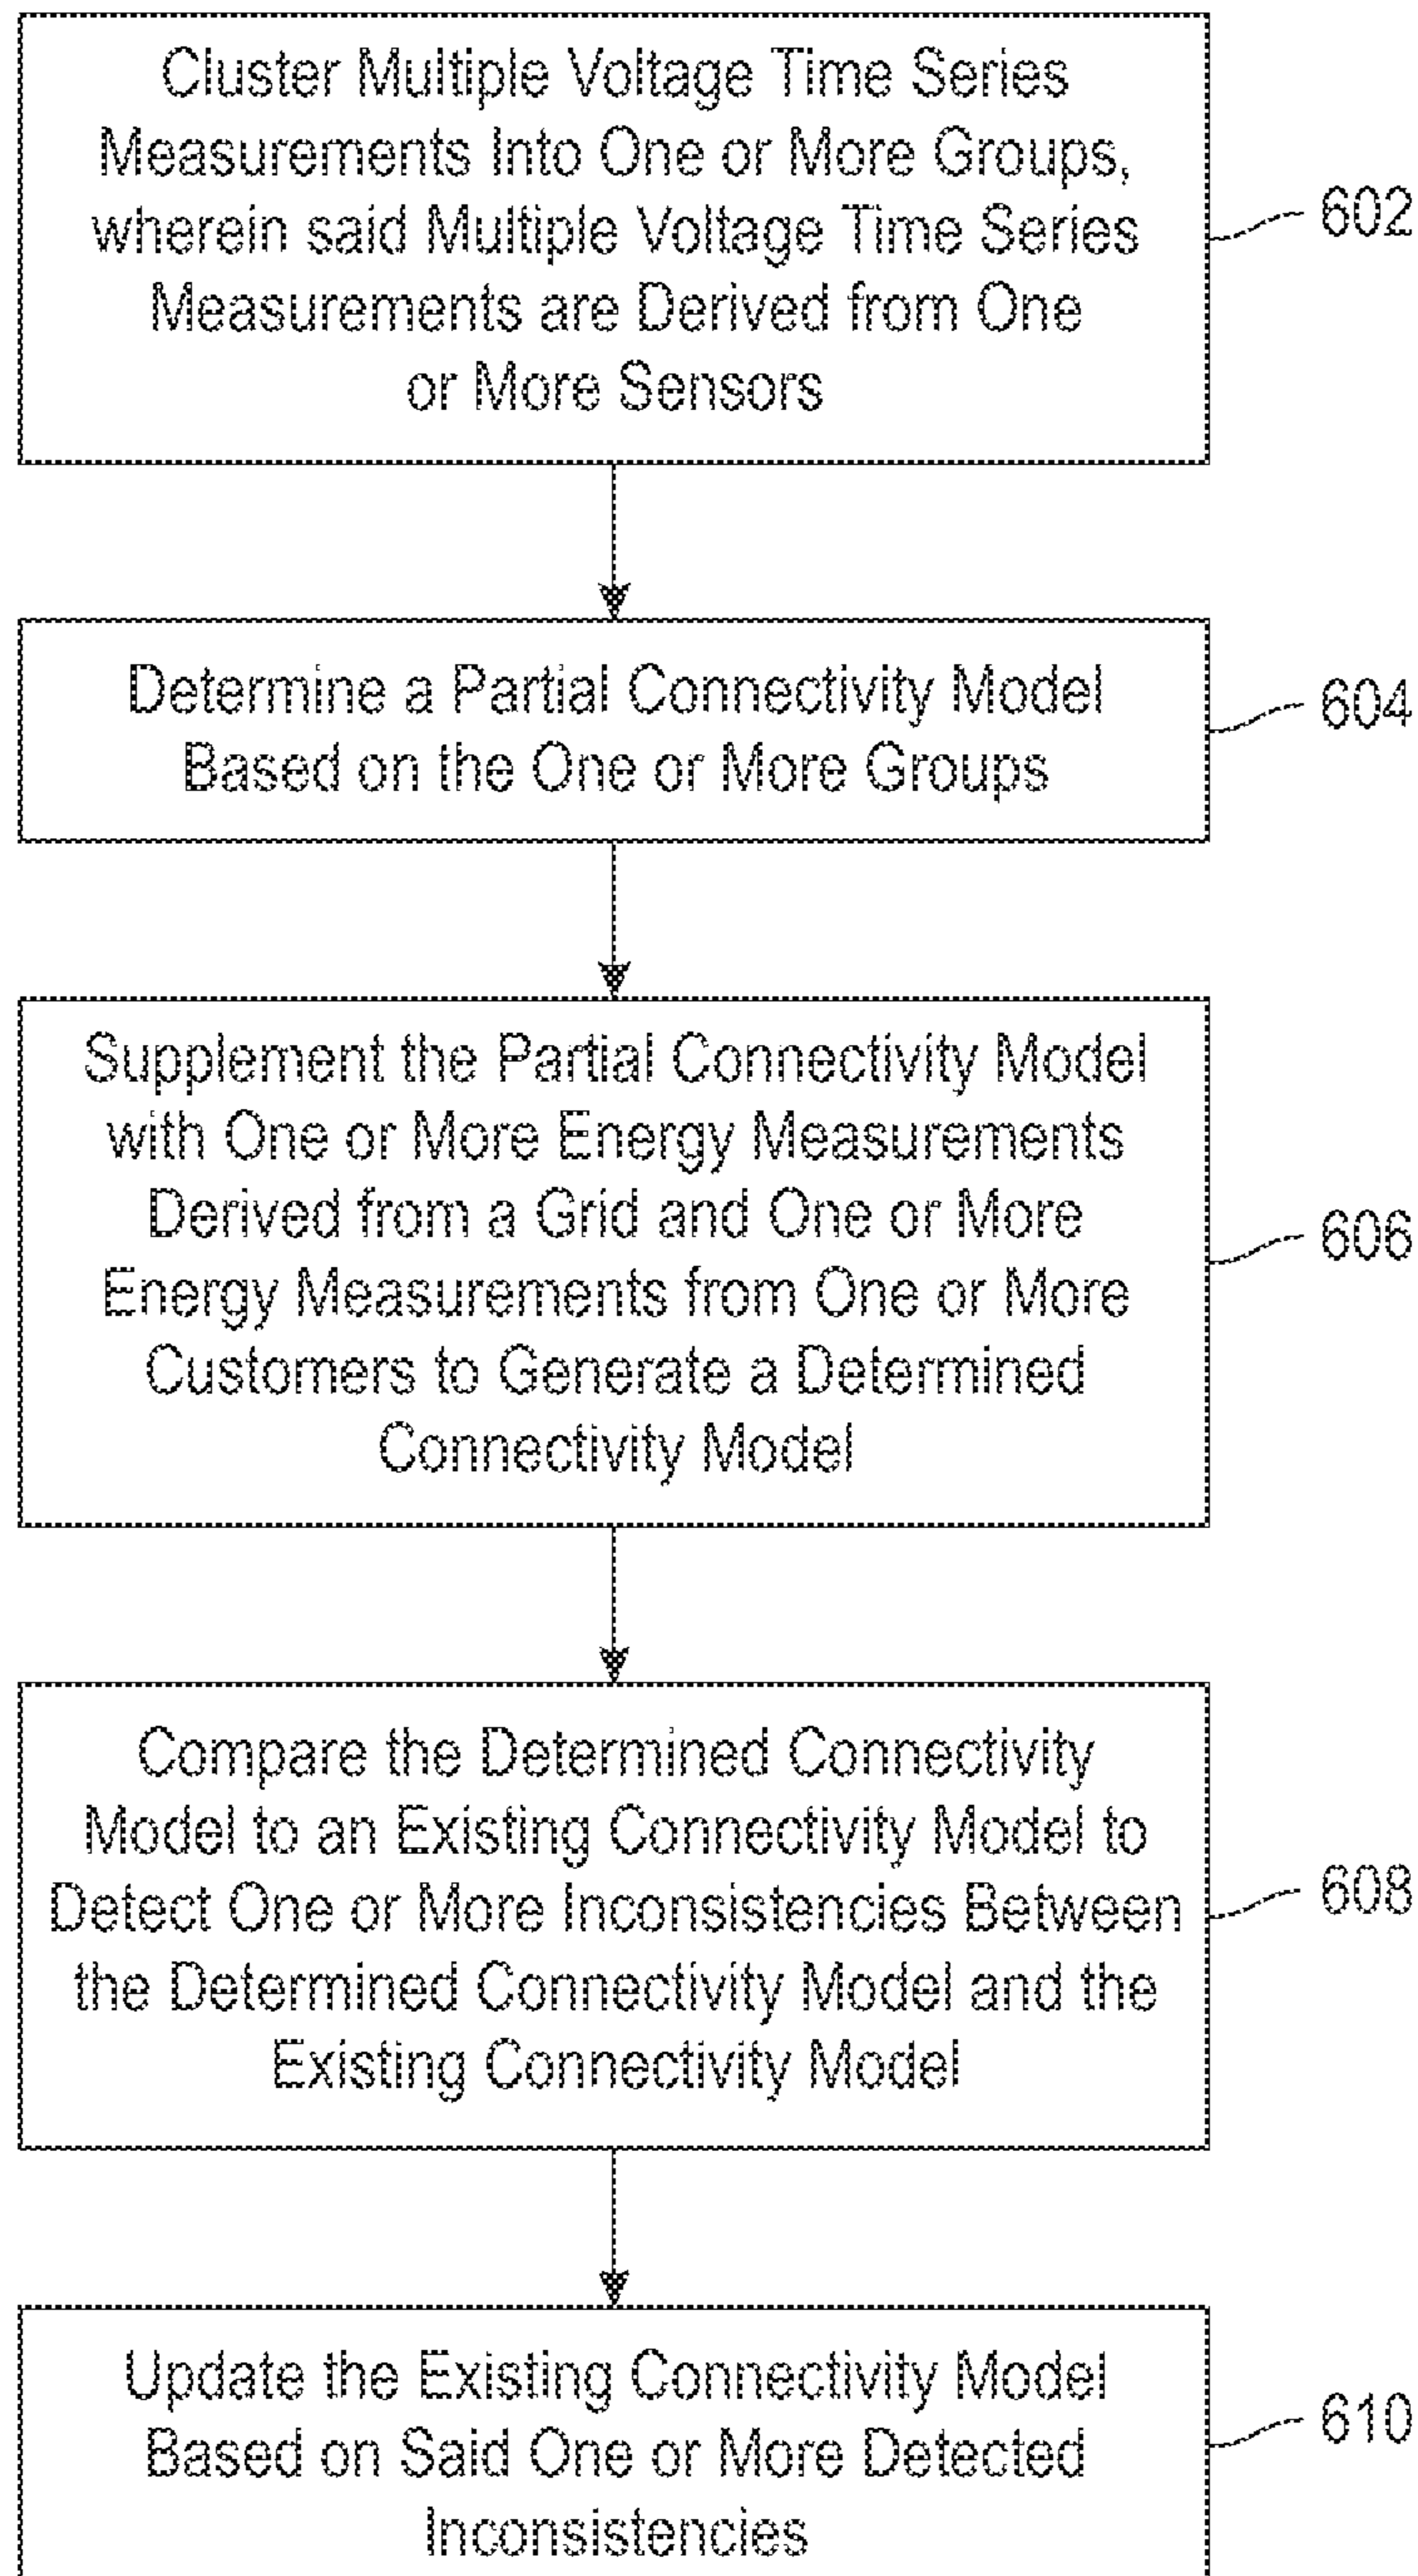 Cluster Multiple Voltage Time Series
Measurements Into One or More Groups,
wherein said Multiple Voltage Time Series
Measurements are Derived from One
or More Sensors
602
Determine a Partial Connectivity Model
Based on the One or More Groups
604
Supplement the Partial Connectivity Model
with One or More Energy Measurements
Derived from a Grid and One or More
Energy Measurements from One or More
Customers to Generate a Determined
Connectivity Model
606
Compare the Determined Connectivity
Model to an Existing Connectivity Model to
Detect One or More Inconsistencies Between
the Determined Connectivity Model and the
Existing Connectivity Model
608
Update the Existing Connectivity Model
Based on Said One or More Detected
Inconsistencies
610